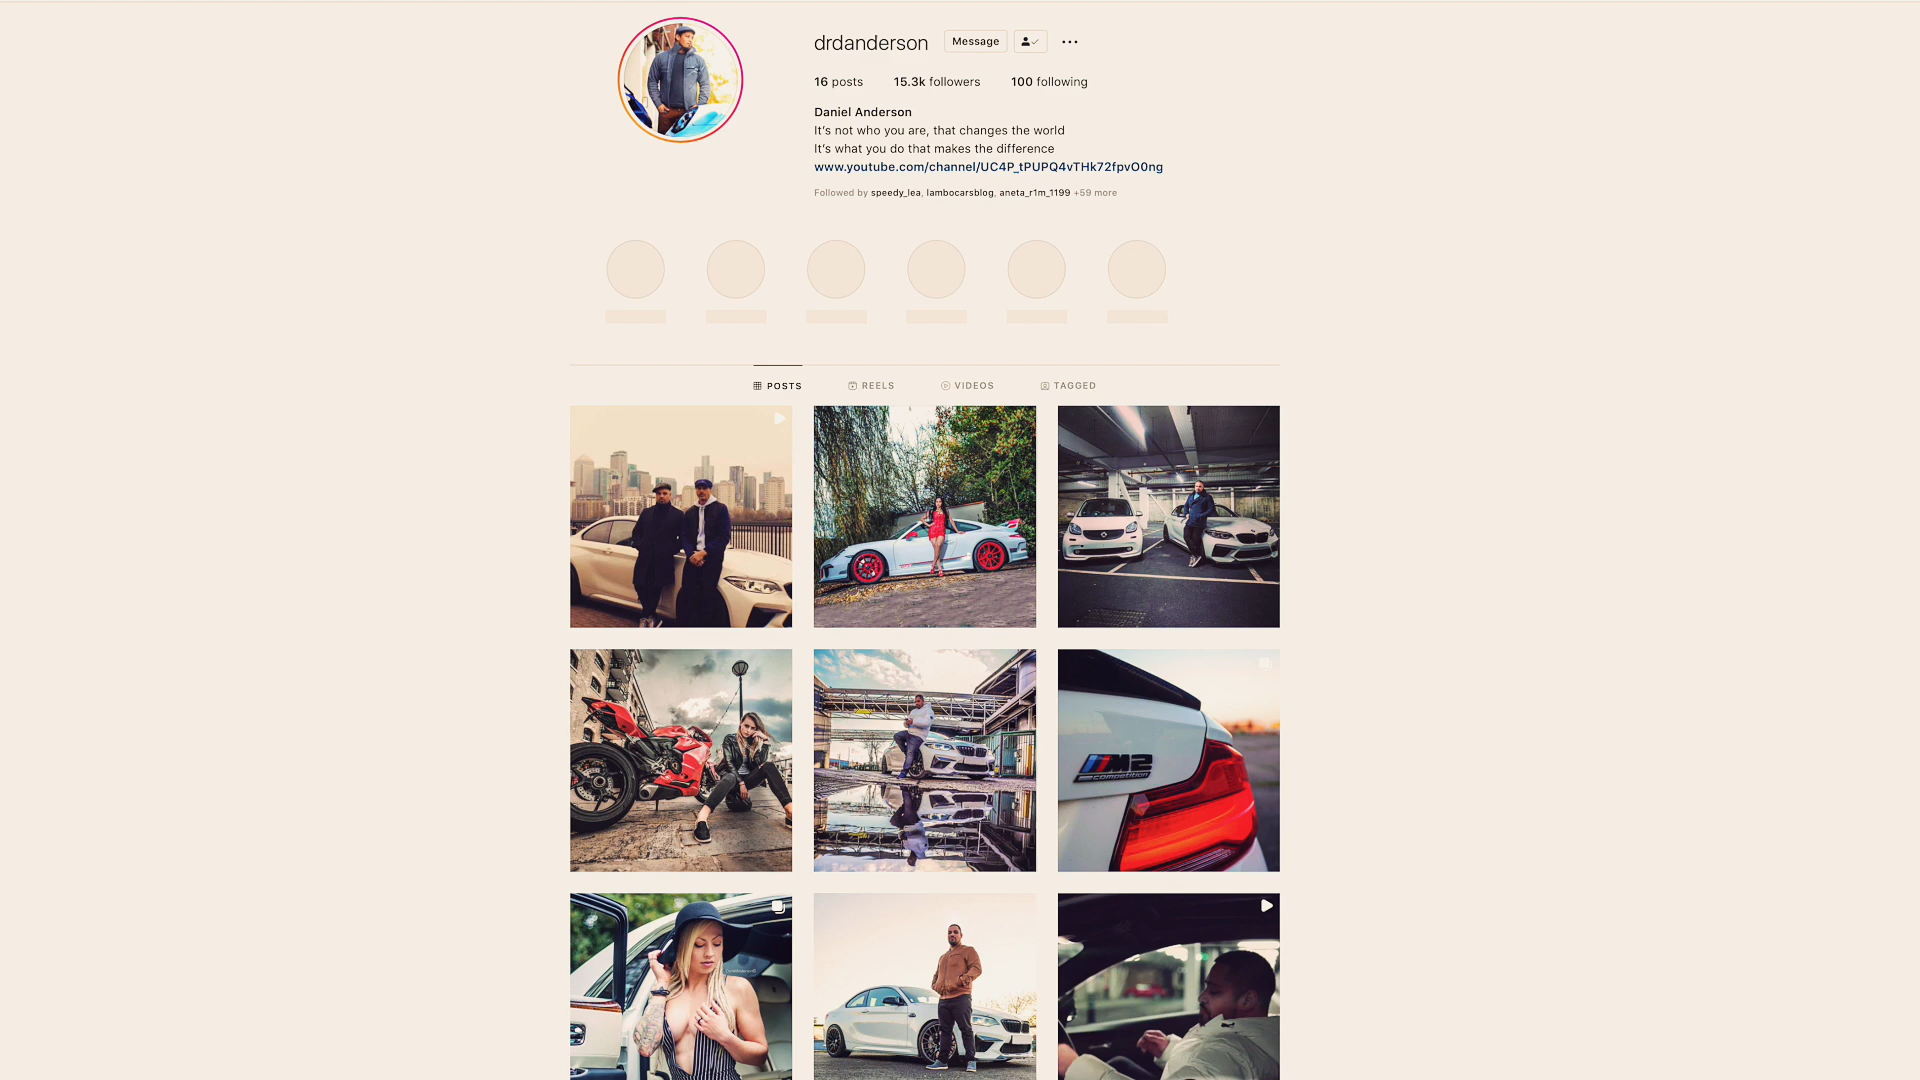 drdanderson Message
16 posts 15.3k followers 100 following
Daniel Anderson
It's not who you are, that changes the world
It's what you do that makes the difference
www.youtube.com/channel/UC4P_tPUPQ4vTHk72fpvO0ng
Followed by speedy_lea, lambocarsblog, aneta_r1m_1199 +59 more
POSTS REELS VIDEOS TAGGED
M2
competition